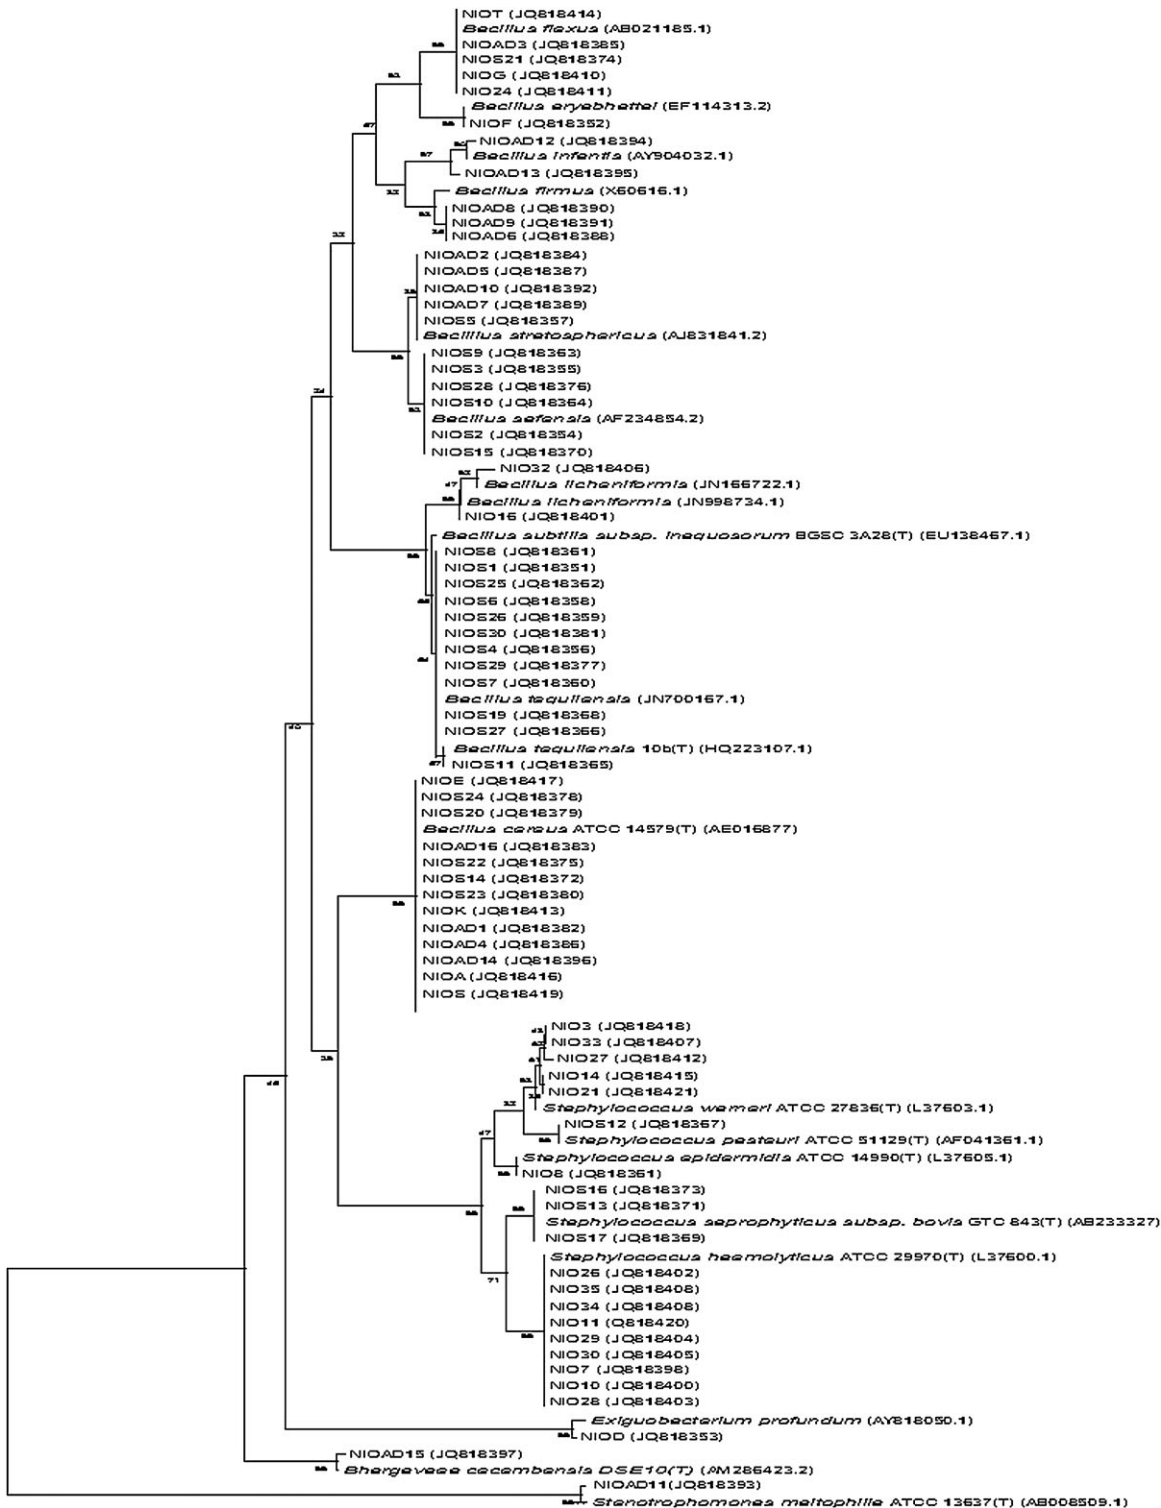 NIOT (JQ818414)
Bacillus flexus (AB021185.1)
NIOAD3 (JQ818385)
NIOS21 (JQ818374)
NIOG (JQ818410)
NIO24 (JQ818411)
Bacillus aryabhattai (EF114313.2)
NIOF (JQ818352)
NIOAD12 (JQ818394)
Bacillus infantis (AY904032.1)
NIOAD13 (JQ818395)
Bacillus firmus (X60616.1)
NIOAD8 (JQ818390)
NIOAD9 (JQ818391)
NIOAD6 (JQ818388)
NIOAD2 (JQ818384)
NIOAD5 (JQ818387)
NIOAD10 (JQ818392)
NIOAD7 (JQ818389)
NIOS5 (JQ818357)
Bacillus stratosphericus (AJ831841.2)
NIOS9 (JQ818363)
NIOS3 (JQ818355)
NIOS28 (JQ818376)
NIOS10 (JQ818364)
Bacillus safensis (AF234854.2)
NIOS2 (JQ818354)
NIOS15 (JQ818370)
NIO32 (JQ818406)
Bacillus licheniformis (JN166722.1)
Bacillus licheniformis (JN998734.1)
NIO16 (JQ818401)
Bacillus subtilis subsp. inaquosorum BGSC 3A28(T) (EU138467.1)
NIOS8 (JQ818361)
NIOS1 (JQ818351)
NIOS25 (JQ818362)
NIOS6 (JQ818358)
NIOS26 (JQ818359)
NIOS30 (JQ818381)
NIOS4 (JQ818356)
NIOS29 (JQ818377)
NIOS7 (JQ818360)
Bacillus tequilensis (JN700167.1)
NIOS19 (JQ818368)
NIOS27 (JQ818366)
Bacillus tequilensis 10b(T) (HQ223107.1)
NIOS11 (JQ818365)
NIOE (JQ818417)
NIOS24 (JQ818378)
NIOS20 (JQ818379)
Bacillus cereus ATCC 14579(T) (AE016877)
NIOAD16 (JQ818383)
NIOS22 (JQ818375)
NIOS14 (JQ818372)
NIOS23 (JQ818380)
NIOK (JQ818413)
NIOAD1 (JQ818382)
NIOAD4 (JQ818386)
NIOAD14 (JQ818396)
NIOA (JQ818416)
NIOS (JQ818419)
NIO3 (JQ818418)
NIO33 (JQ818407)
NIO27 (JQ818412)
NIO14 (JQ818415)
NIO21 (JQ818421)
Staphylococcus warneri ATCC 27836(T) (L37603.1)
NIOS12 (JQ818367)
Staphylococcus pasteuri ATCC 51129(T) (AF041361.1)
Staphylococcus epidermidis ATCC 14990(T) (L37605.1)
NIO8 (JQ818361)
NIOS16 (JQ818373)
NIOS13 (JQ818371)
Staphylococcus saprophyticus subsp. bovis GTC 843(T) (AB233327)
NIOS17 (JQ818369)
Staphylococcus haemolyticus ATCC 29970(T) (L37600.1)
NIO26 (JQ818402)
71
NIO35 (JQ818408)
NIO34 (JQ818408)
NIO11 (Q818420)
NIO29 (JQ818404)
NIO30 (JQ818405)
NIO7 (JQ818398)
NIO10 (JQ818400)
NIO28 (JQ818403)
Exiguobacterium profundum (AY818050.1)
NIOD (JQ818353)
NIOAD15 (JQ818397)
Bhargavaea cecembensis DSE10(T) (AM286423.2)
NIOAD11(JQ818393)
Stenotrophomonas maltophilia ATCC 13637(T) (AB008509.1)